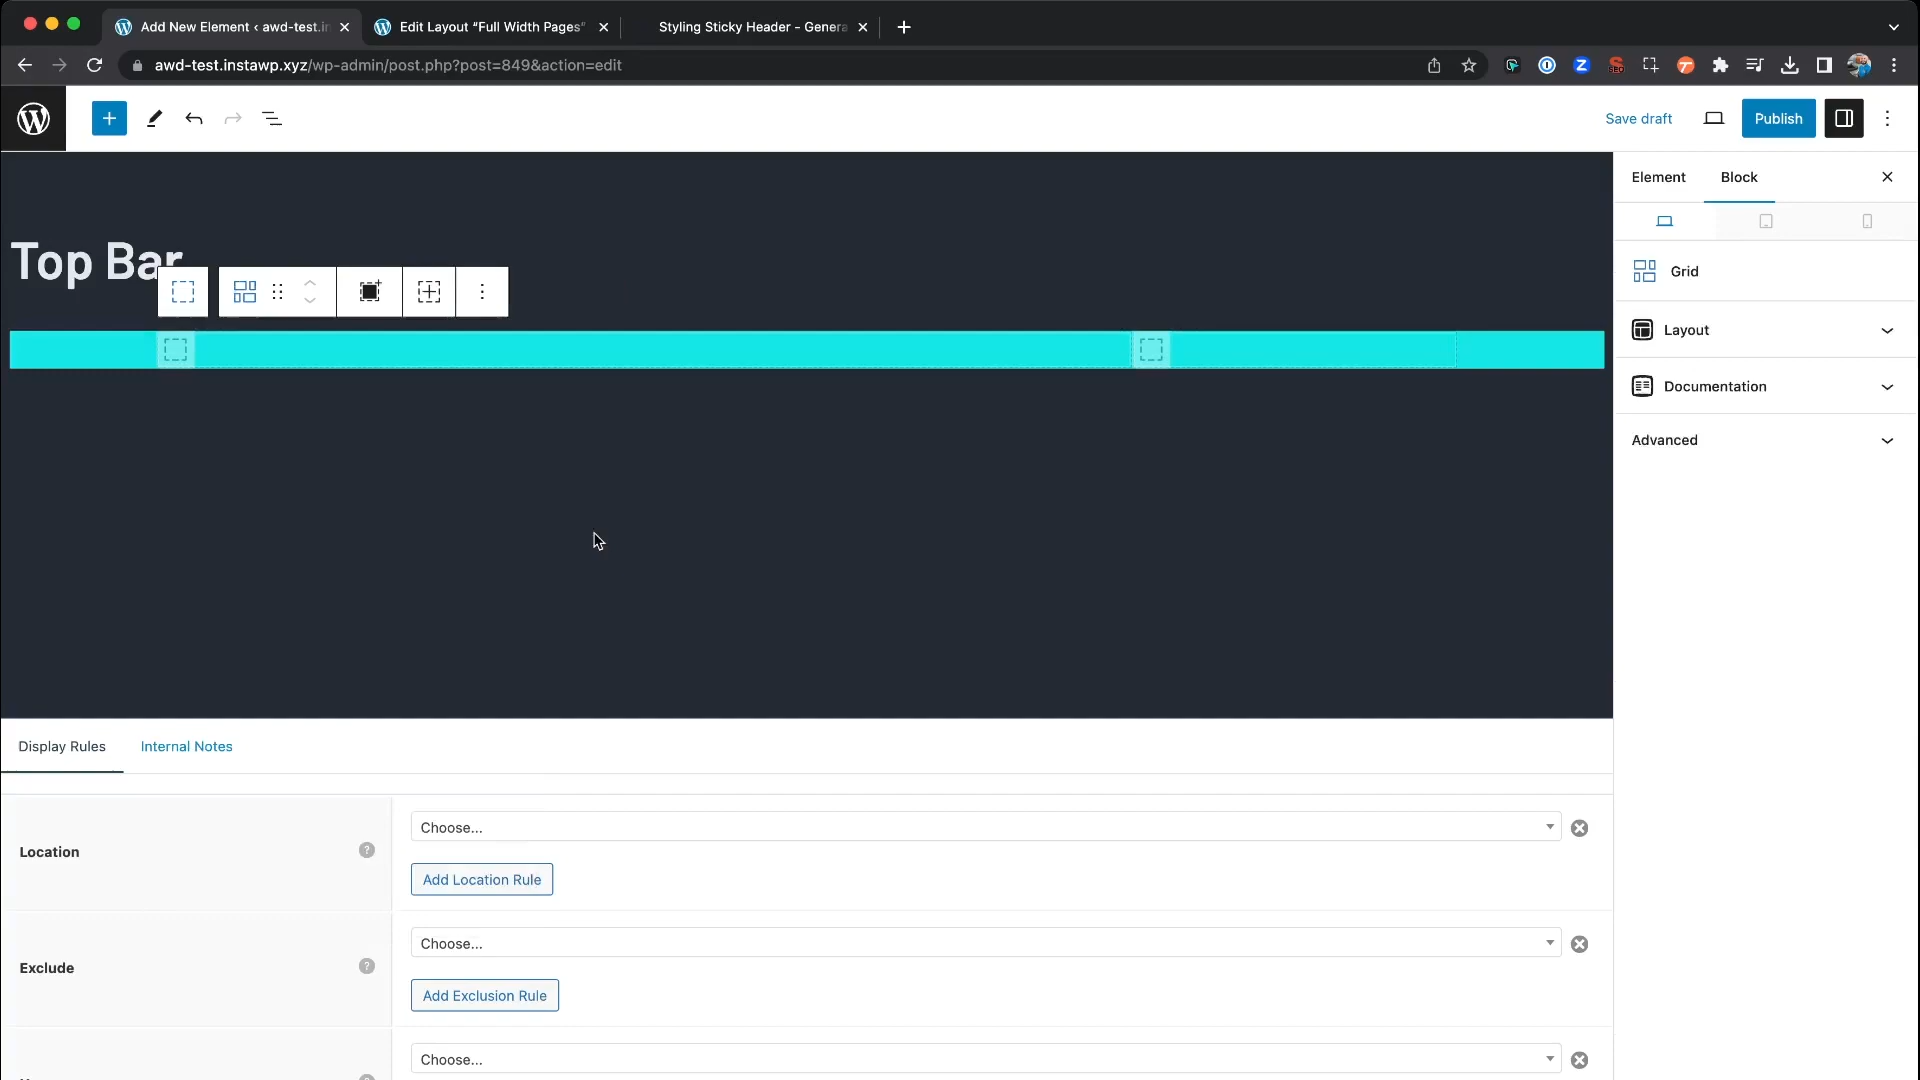 Add New Element ‹ awd-test.in
Edit Layout “Full Width Pages”
Styling Sticky Header - Genera
awd-test.instawp.xyz/wp-admin/post.php?post=849&action=edit
Save draft
Publish
Element
Block
Top Bar
Grid
Layout
Documentation
Advanced
Display Rules
Internal Notes
Location
Choose...
Add Location Rule
Exclude
Choose...
Add Exclusion Rule
Choose...